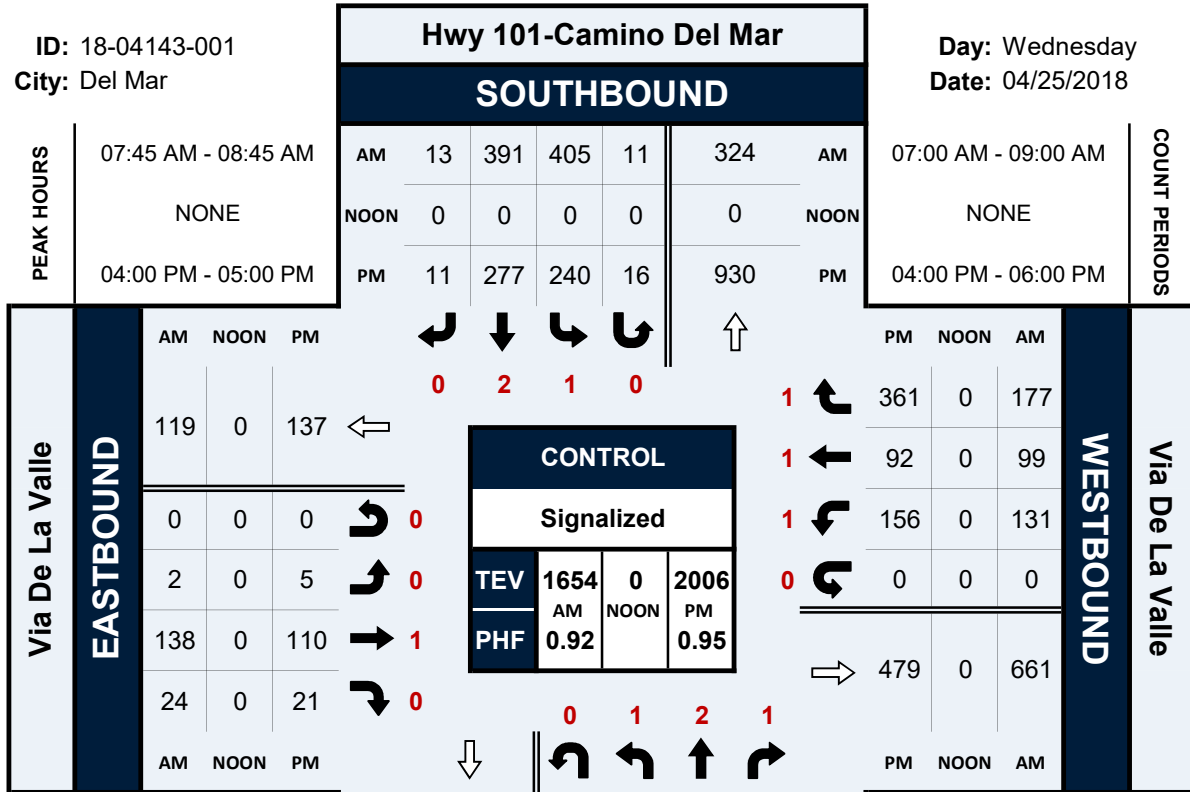 Hwy 101-Camino Del Mar
ID: 18-04143-001
Day: Wednesday
City: Del Mar
Date: 04/25/2018
SOUTHBOUND
PEAK HOURS
07:45 AM - 08:45 AM
NONE
04:00 PM - 05:00 PM
AM 13 391 405 11 324 AM
NOON 0 0 0 0 0 NOON
PM 11 277 240 16 930 PM
07:00 AM - 09:00 AM
NONE
04:00 PM - 06:00 PM
COUNT PERIODS
0 2 1 0
Via De La Valle
EASTBOUND
AM NOON PM
119 0 137
0 0 0 0
2 0 5 0
138 0 110 1
24 0 21 0
AM NOON PM
CONTROL
Signalized
TEV 1654 0 2006
AM NOON PM
PHF 0.92 0.95
PM NOON AM
1 361 0 177
1 92 0 99
1 156 0 131
0 0 0 0
479 0 661
PM NOON AM
WESTBOUND
Via De La Valle
0 1 2 1